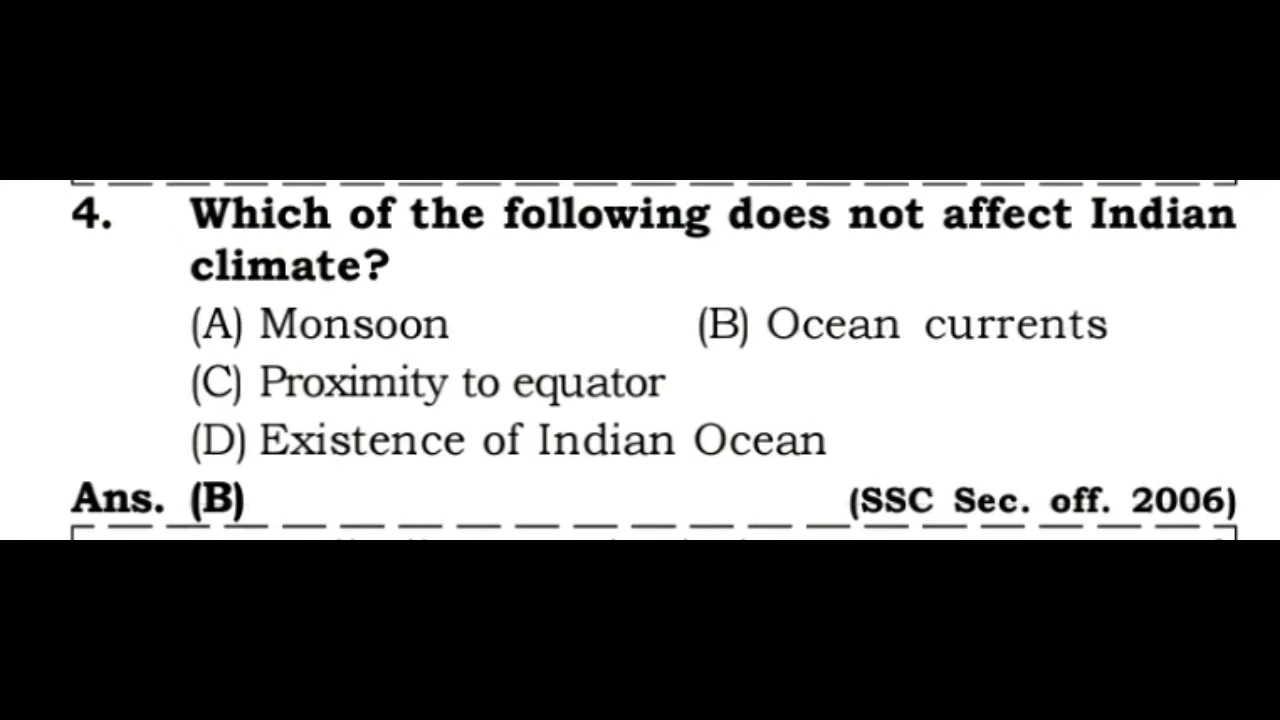 4. Which of the following does not affect Indian
climate?
(A) Monsoon (B) Ocean currents
(C) Proximity to equator
(D) Existence of Indian Ocean
Ans. (B) (SSC Sec. off. 2006)